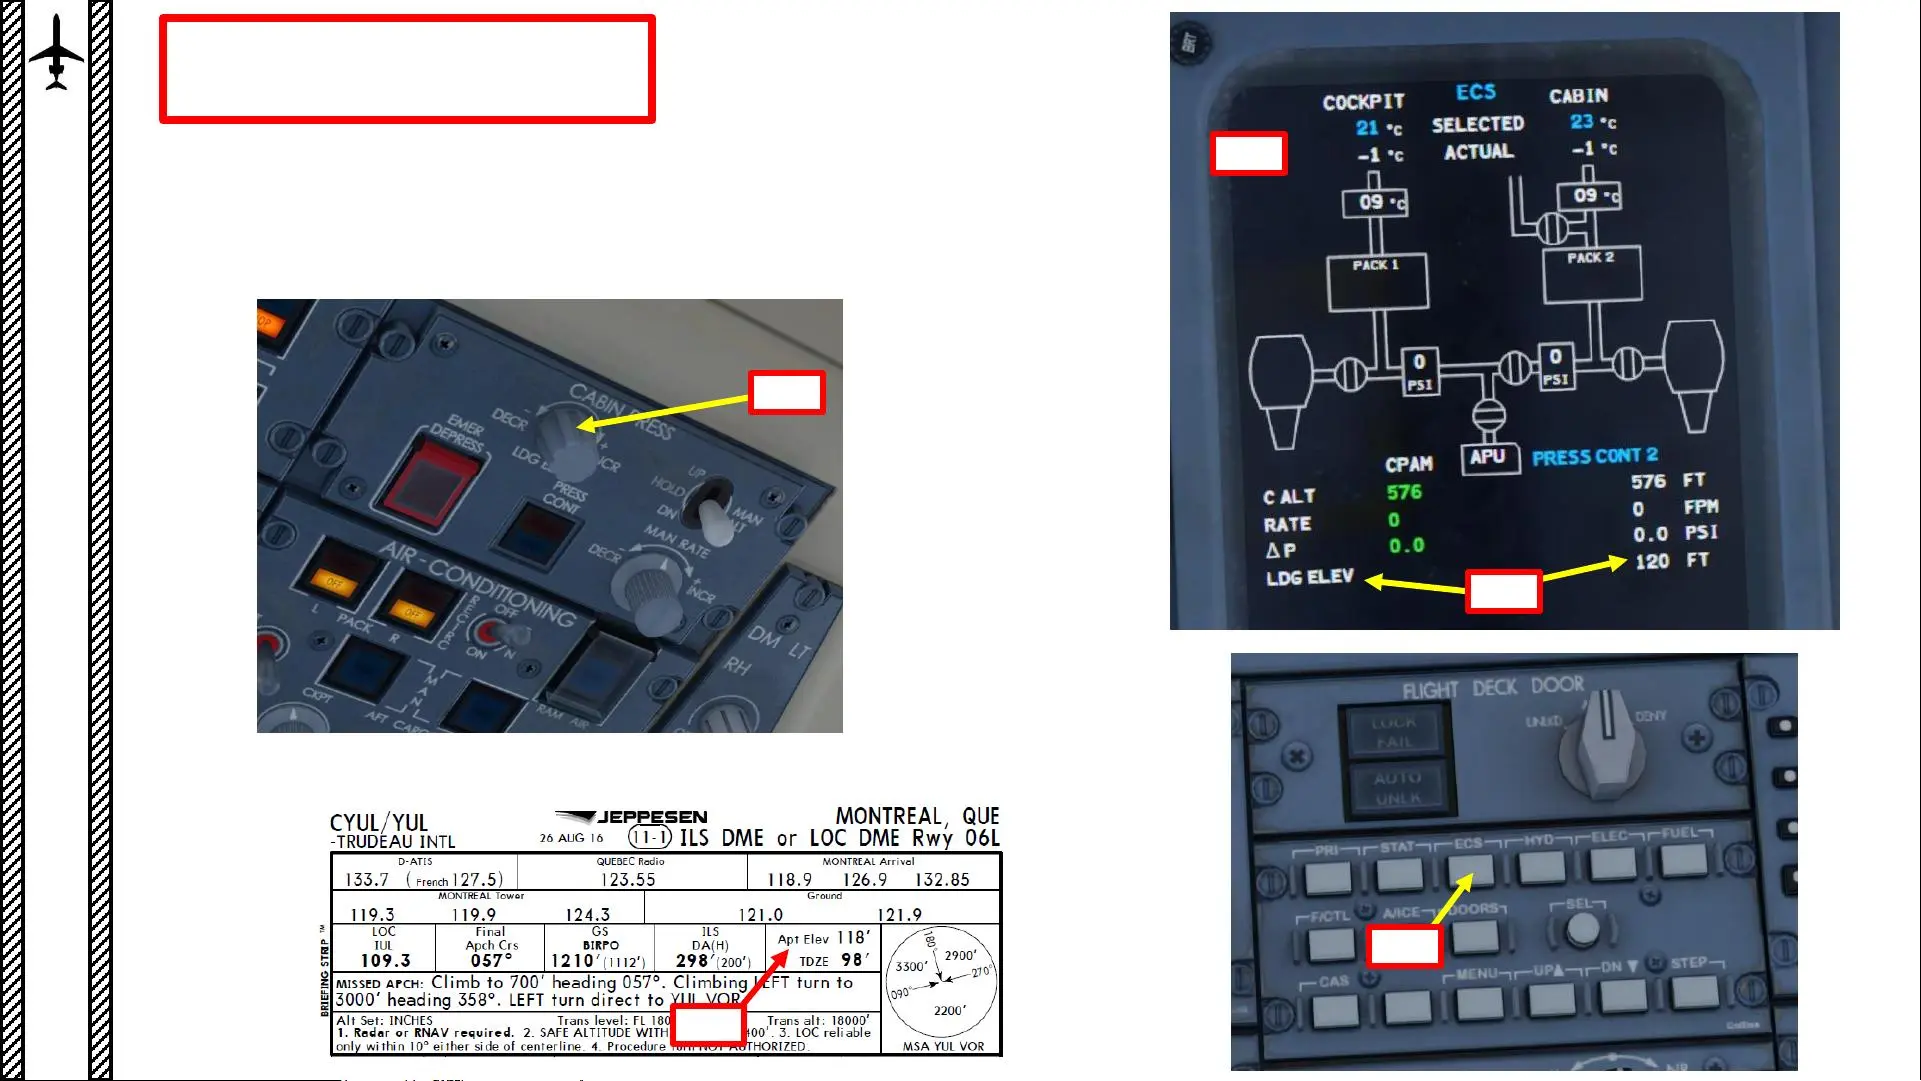 BRT
COCKPIT ECS CABIN
21 °C SELECTED 23 °C
-1 °C ACTUAL -1 °C
09 °C 09 °C
PACK 1 PACK 2
0 PSI 0 PSI
APU PRESS CONT 2
CPAM
C ALT 576 576 FT
RATE 0 0 FPM
ΔP 0.0 0.0 PSI
LDG ELEV 120 FT
CABIN PRESS
DECR - + INCR
EMER DEPRESS
PRESS CONT
UP
HOLD
DN
MAN
MAN RATE
DECR - + INCR
AIR-CONDITIONING
OFF OFF
L PACK R
OFF
ON
CKPT MAN
RAM AIR
DM LT
RH
FLIGHT DECK DOOR
LOCK FAIL
UNLKD DENY
AUTO UNLK
PRI STAT ECS HYD ELEC FUEL
F/CTL A/ICE DOORS SEL
CAS MENU UP▲ DN ▼ STEP
CYUL/YUL JEPPESEN MONTREAL, QUE
-TRUDEAU INTL 26 AUG 16 11-1 ILS DME or LOC DME Rwy 06L
D-ATIS QUEBEC Radio MONTREAL Arrival
133.7 (French 127.5) 123.55 118.9 126.9 132.85
MONTREAL Tower Ground
119.3 119.9 124.3 121.0 121.9
BRIEFING STRIP ™
LOC IUL 109.3
Final Apch Crs 057°
GS BIRPO 1210'(1112')
ILS DA(H) 298'(200')
Apt Elev 118'
TDZE 98'
MISSED APCH: Climb to 700' heading 057°. Climbing LEFT turn to
3000' heading 358°. LEFT turn direct to YUL VOR
Alt Set: INCHES Trans level: FL 180 Trans alt: 18000'
1. Radar or RNAV required. 2. SAFE ALTITUDE 3. LOC reliable
only within 10° either side of centerline. 4. Procedure turn NOT AUTHORIZED.
180°
3300' 2900'
270°
090°
2200'
MSA YUL VOR